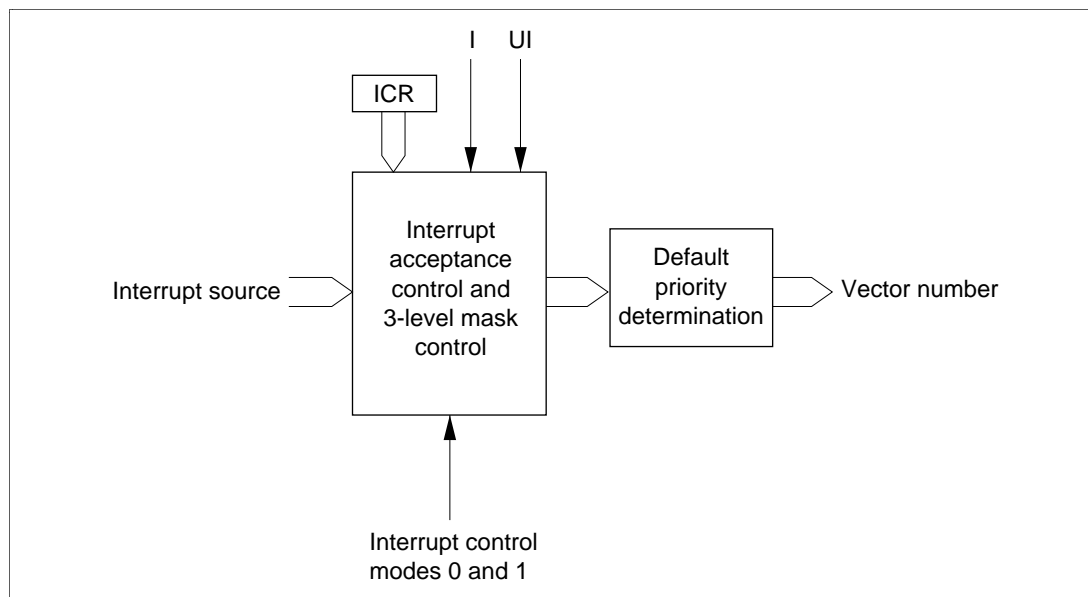 I UI
ICR
Interrupt
acceptance
control and
3-level mask
control
Interrupt source
Default
priority
determination
Vector number
Interrupt control
modes 0 and 1